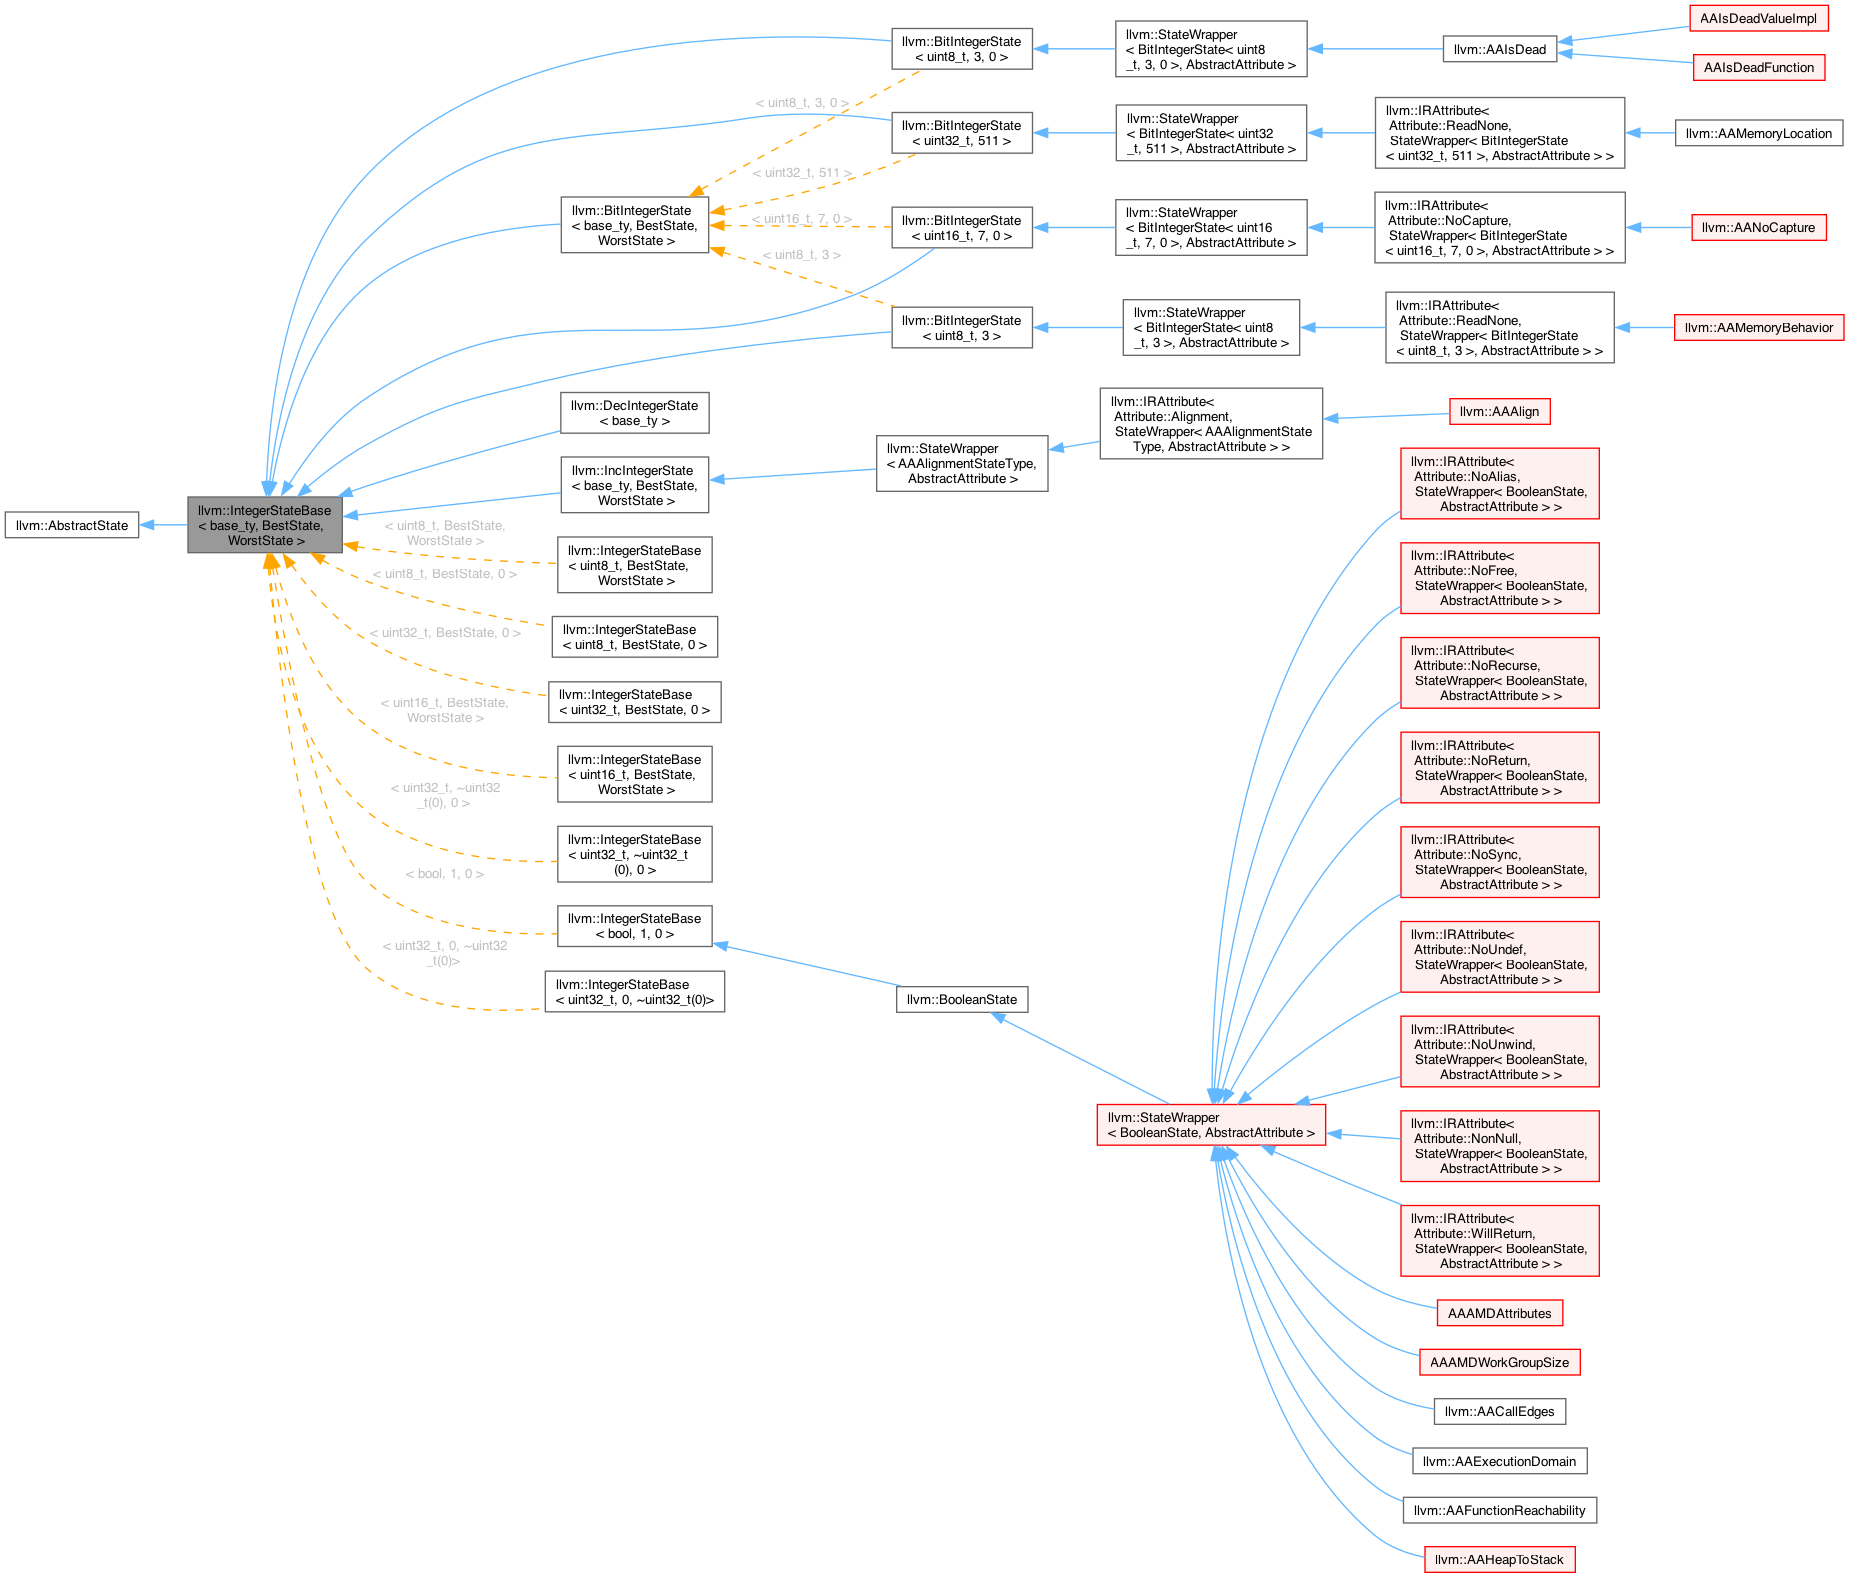 llvm::AbstractState
llvm::IntegerStateBase
< base_ty, BestState,
WorstState >
llvm::BitIntegerState
< base_ty, BestState,
WorstState >
llvm::DecIntegerState
< base_ty >
llvm::IncIntegerState
< base_ty, BestState,
WorstState >
llvm::IntegerStateBase
< uint8_t, BestState,
WorstState >
llvm::IntegerStateBase
< uint8_t, BestState, 0 >
llvm::IntegerStateBase
< uint32_t, BestState, 0 >
llvm::IntegerStateBase
< uint16_t, BestState,
WorstState >
llvm::IntegerStateBase
< uint32_t, ~uint32_t
(0), 0 >
llvm::IntegerStateBase
< bool, 1, 0 >
llvm::IntegerStateBase
< uint32_t, 0, ~uint32_t(0)>
< uint8_t, BestState,
WorstState >
< uint8_t, BestState, 0 >
< uint32_t, BestState, 0 >
< uint16_t, BestState,
WorstState >
< uint32_t, ~uint32
_t(0), 0 >
< bool, 1, 0 >
< uint32_t, 0, ~uint32
_t(0)>
< uint8_t, 3, 0 >
< uint32_t, 511 >
< uint16_t, 7, 0 >
< uint8_t, 3 >
llvm::BitIntegerState
< uint8_t, 3, 0 >
llvm::BitIntegerState
< uint32_t, 511 >
llvm::BitIntegerState
< uint16_t, 7, 0 >
llvm::BitIntegerState
< uint8_t, 3 >
llvm::StateWrapper
< BitIntegerState< uint8
_t, 3, 0 >, AbstractAttribute >
llvm::StateWrapper
< BitIntegerState< uint32
_t, 511 >, AbstractAttribute >
llvm::StateWrapper
< BitIntegerState< uint16
_t, 7, 0 >, AbstractAttribute >
llvm::StateWrapper
< BitIntegerState< uint8
_t, 3 >, AbstractAttribute >
llvm::StateWrapper
< AAAlignmentStateType,
AbstractAttribute >
llvm::IRAttribute<
Attribute::Alignment,
StateWrapper< AAAlignmentState
Type, AbstractAttribute > >
llvm::AAAlign
llvm::AAIsDead
AAIsDeadValueImpl
AAIsDeadFunction
llvm::IRAttribute<
Attribute::ReadNone,
StateWrapper< BitIntegerState
< uint32_t, 511 >, AbstractAttribute > >
llvm::AAMemoryLocation
llvm::IRAttribute<
Attribute::NoCapture,
StateWrapper< BitIntegerState
< uint16_t, 7, 0 >, AbstractAttribute > >
llvm::AANoCapture
llvm::IRAttribute<
Attribute::ReadNone,
StateWrapper< BitIntegerState
< uint8_t, 3 >, AbstractAttribute > >
llvm::AAMemoryBehavior
llvm::BooleanState
llvm::StateWrapper
< BooleanState, AbstractAttribute >
llvm::IRAttribute<
Attribute::NoAlias,
StateWrapper< BooleanState,
AbstractAttribute > >
llvm::IRAttribute<
Attribute::NoFree,
StateWrapper< BooleanState,
AbstractAttribute > >
llvm::IRAttribute<
Attribute::NoRecurse,
StateWrapper< BooleanState,
AbstractAttribute > >
llvm::IRAttribute<
Attribute::NoReturn,
StateWrapper< BooleanState,
AbstractAttribute > >
llvm::IRAttribute<
Attribute::NoSync,
StateWrapper< BooleanState,
AbstractAttribute > >
llvm::IRAttribute<
Attribute::NoUndef,
StateWrapper< BooleanState,
AbstractAttribute > >
llvm::IRAttribute<
Attribute::NoUnwind,
StateWrapper< BooleanState,
AbstractAttribute > >
llvm::IRAttribute<
Attribute::NonNull,
StateWrapper< BooleanState,
AbstractAttribute > >
llvm::IRAttribute<
Attribute::WillReturn,
StateWrapper< BooleanState,
AbstractAttribute > >
AAAMDAttributes
AAAMDWorkGroupSize
llvm::AACallEdges
llvm::AAExecutionDomain
llvm::AAFunctionReachability
llvm::AAHeapToStack